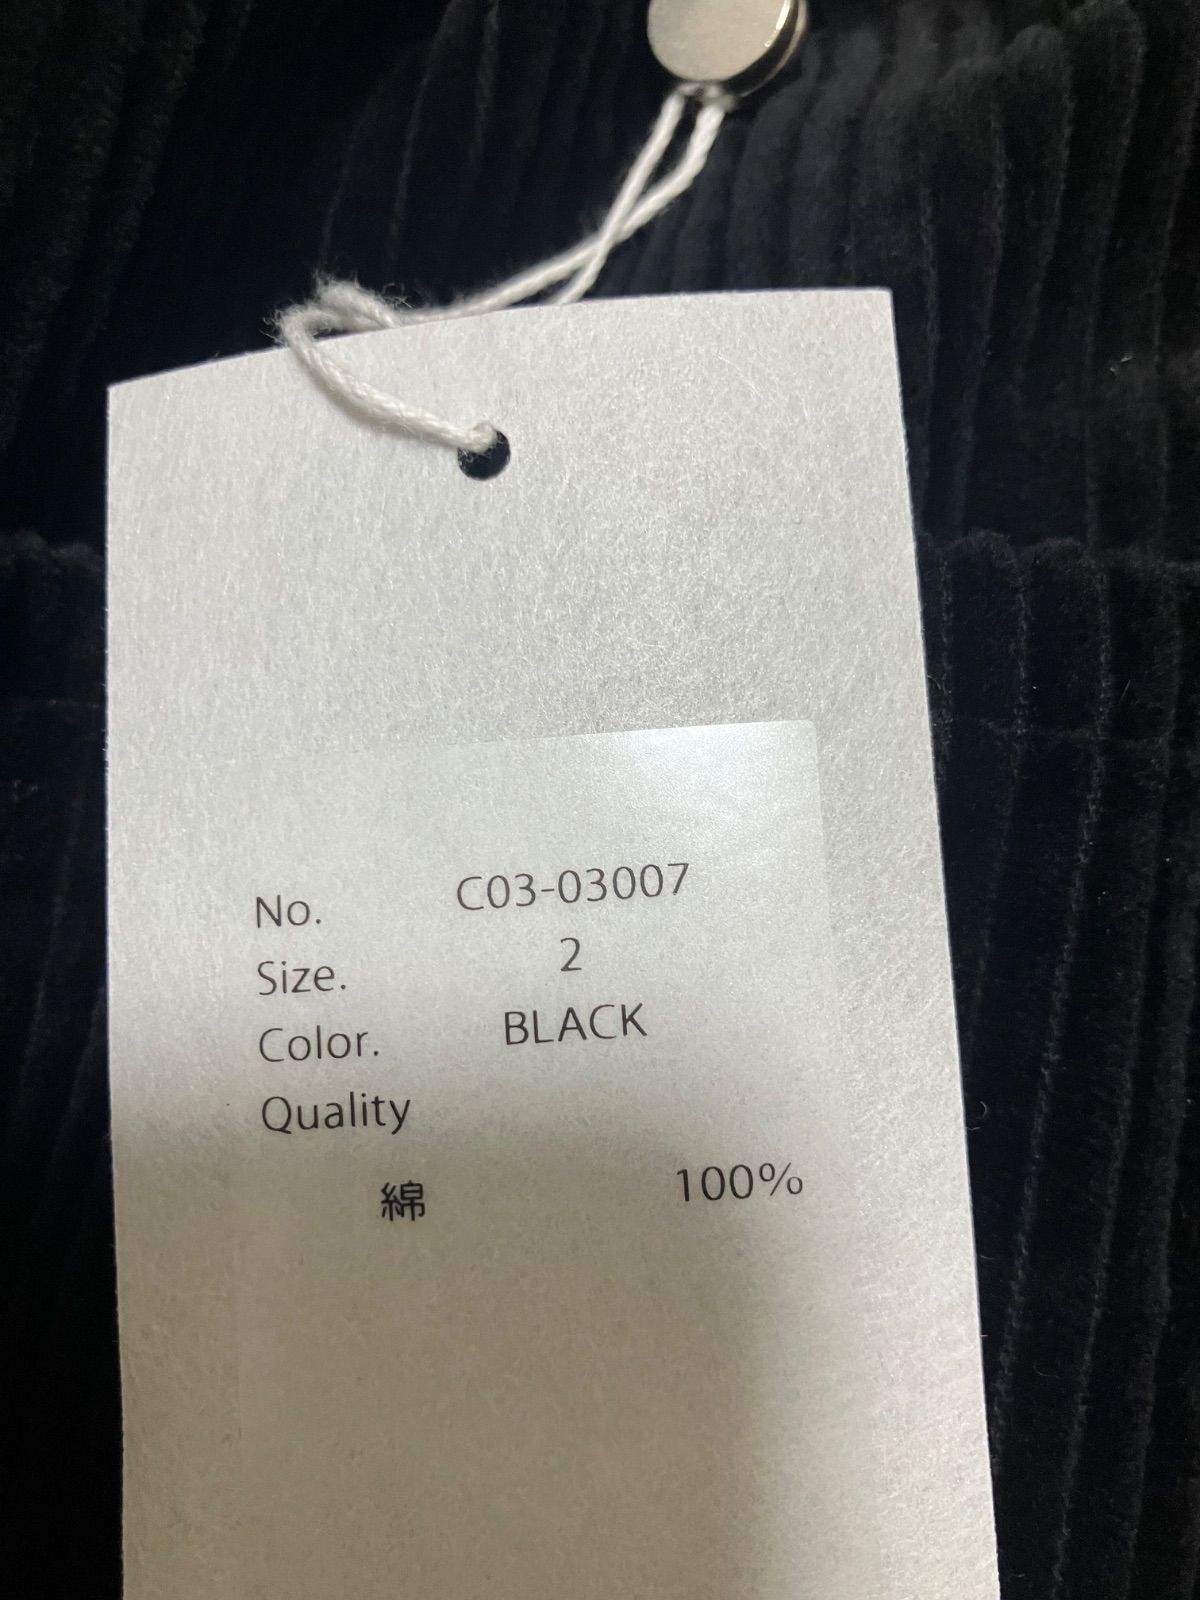 No. C03-03007
Size. 2
Color. BLACK
Quality
綿 100%